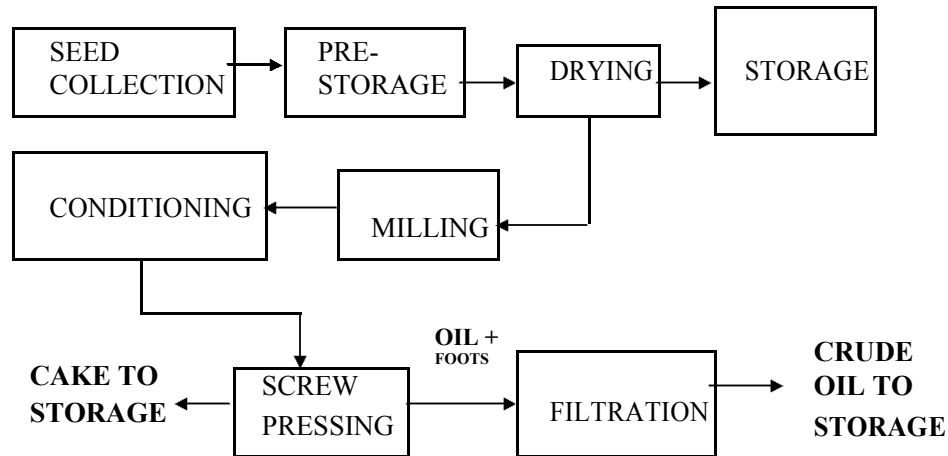 SEED
COLLECTION
PRE-
STORAGE
DRYING
STORAGE
CONDITIONING
MILLING
OIL +
FOOTS
CRUDE
OIL TO
STORAGE
CAKE TO
STORAGE
SCREW
PRESSING
FILTRATION